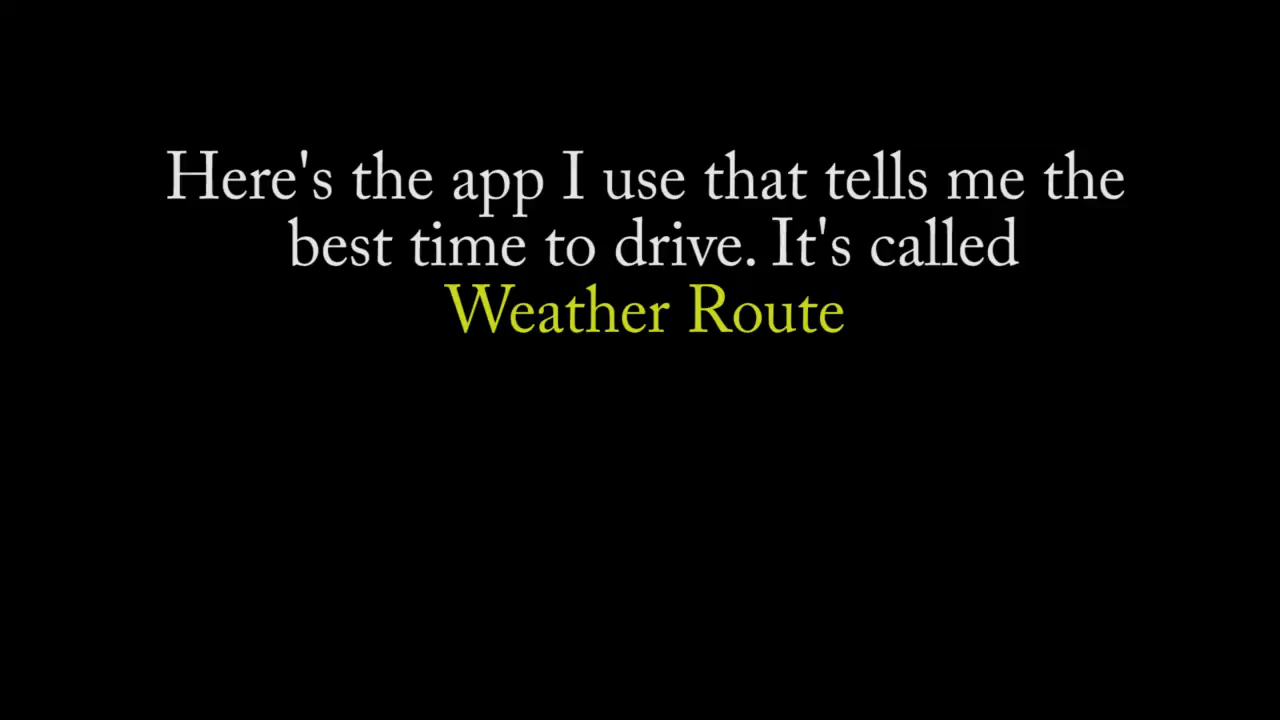 Here's the app I use that tells me the
best time to drive. It's called
Weather Route